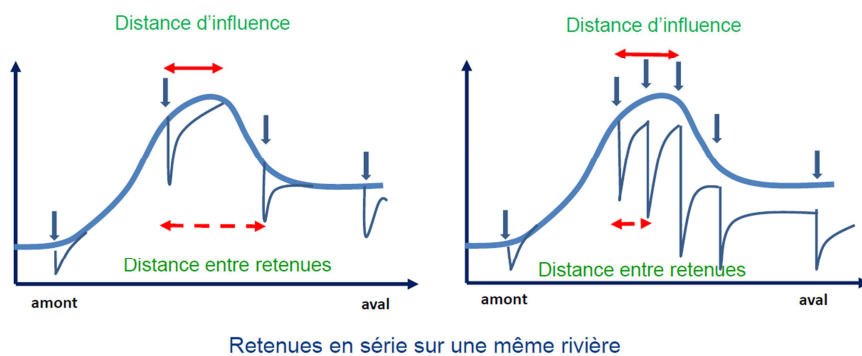 Distance d'influence
Distance entre retenues
amont
aval
Distance d'influence
Distance entre retenues
amont
aval
Retenues en série sur une même rivière